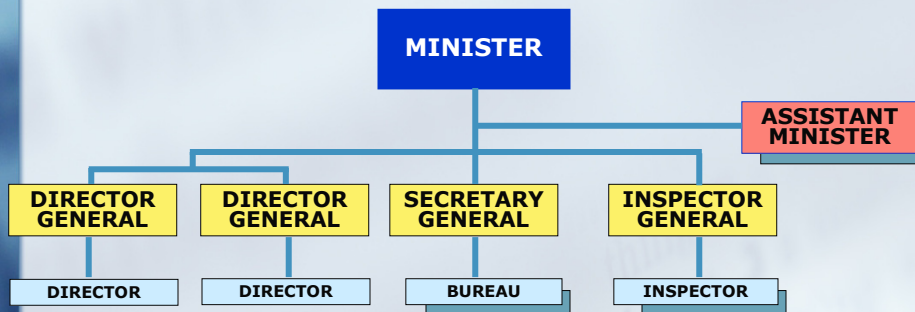 MINISTER
ASSISTANT
MINISTER
DIRECTOR
GENERAL
DIRECTOR
GENERAL
SECRETARY
GENERAL
INSPECTOR
GENERAL
DIRECTOR
DIRECTOR
BUREAU
INSPECTOR